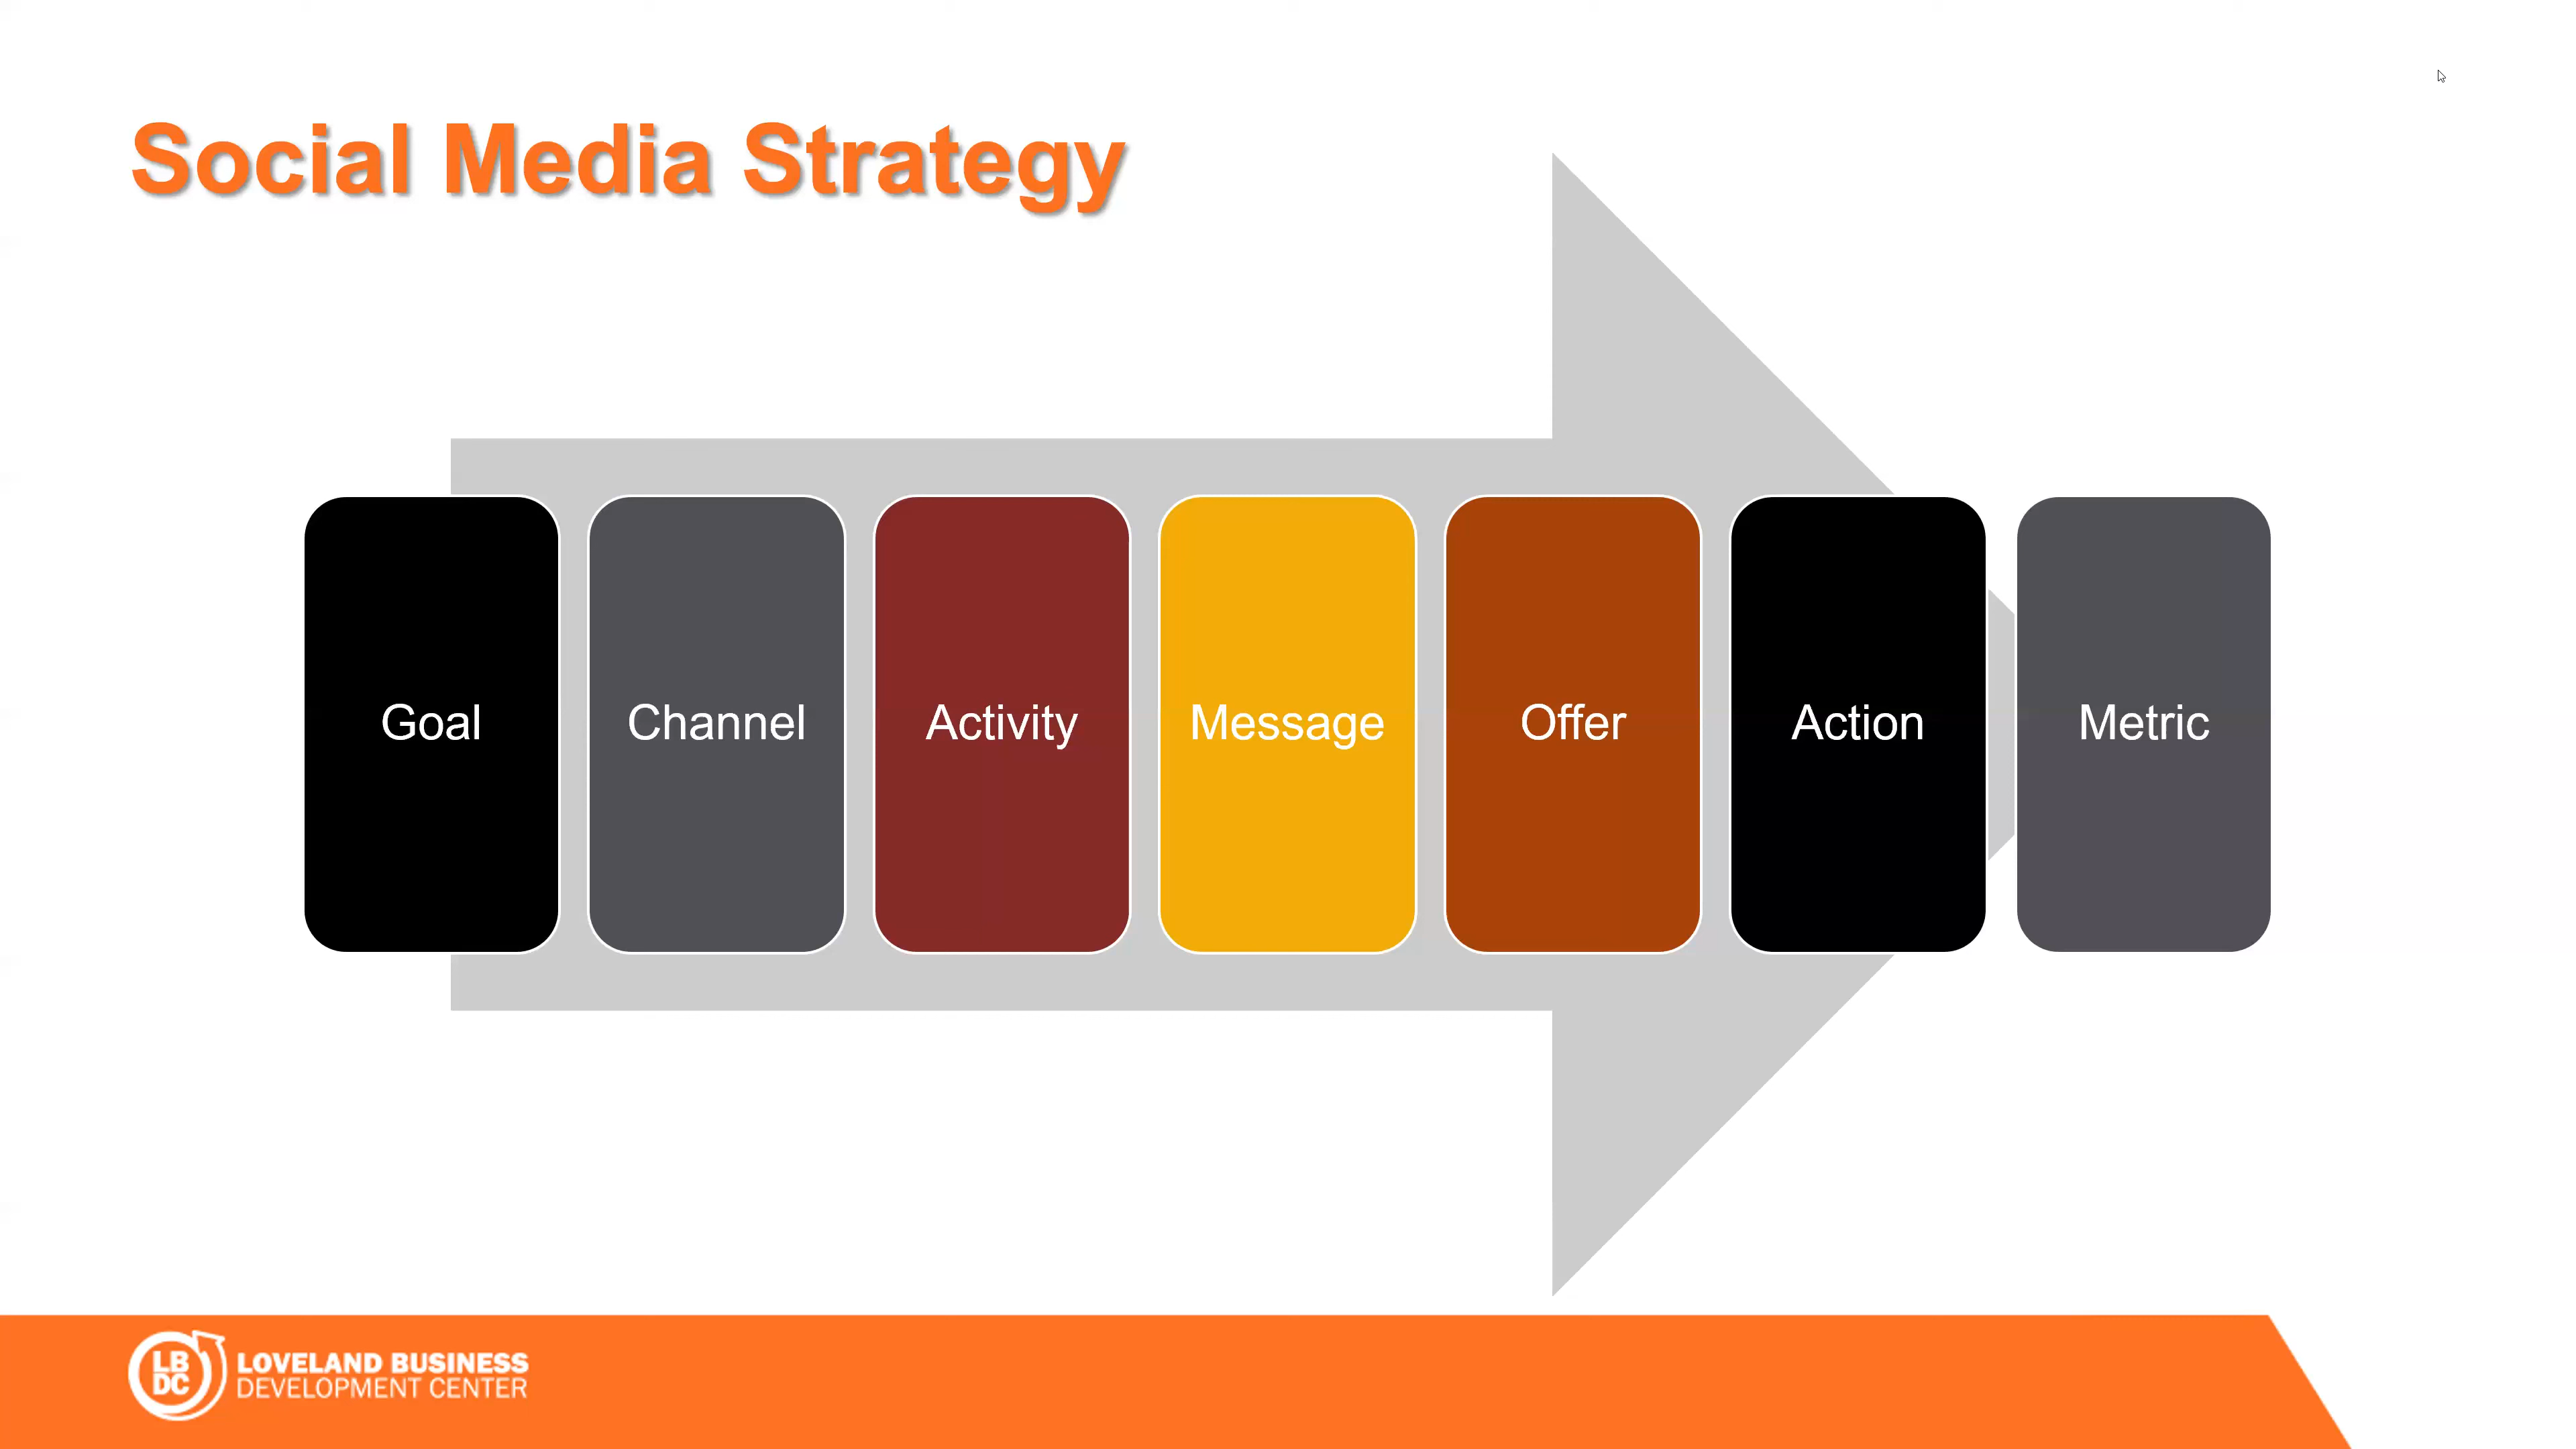 Social Media Strategy
Goal
Channel
Activity
Message
Offer
Action
Metric
LB
DC
LOVELAND BUSINESS
DEVELOPMENT CENTER